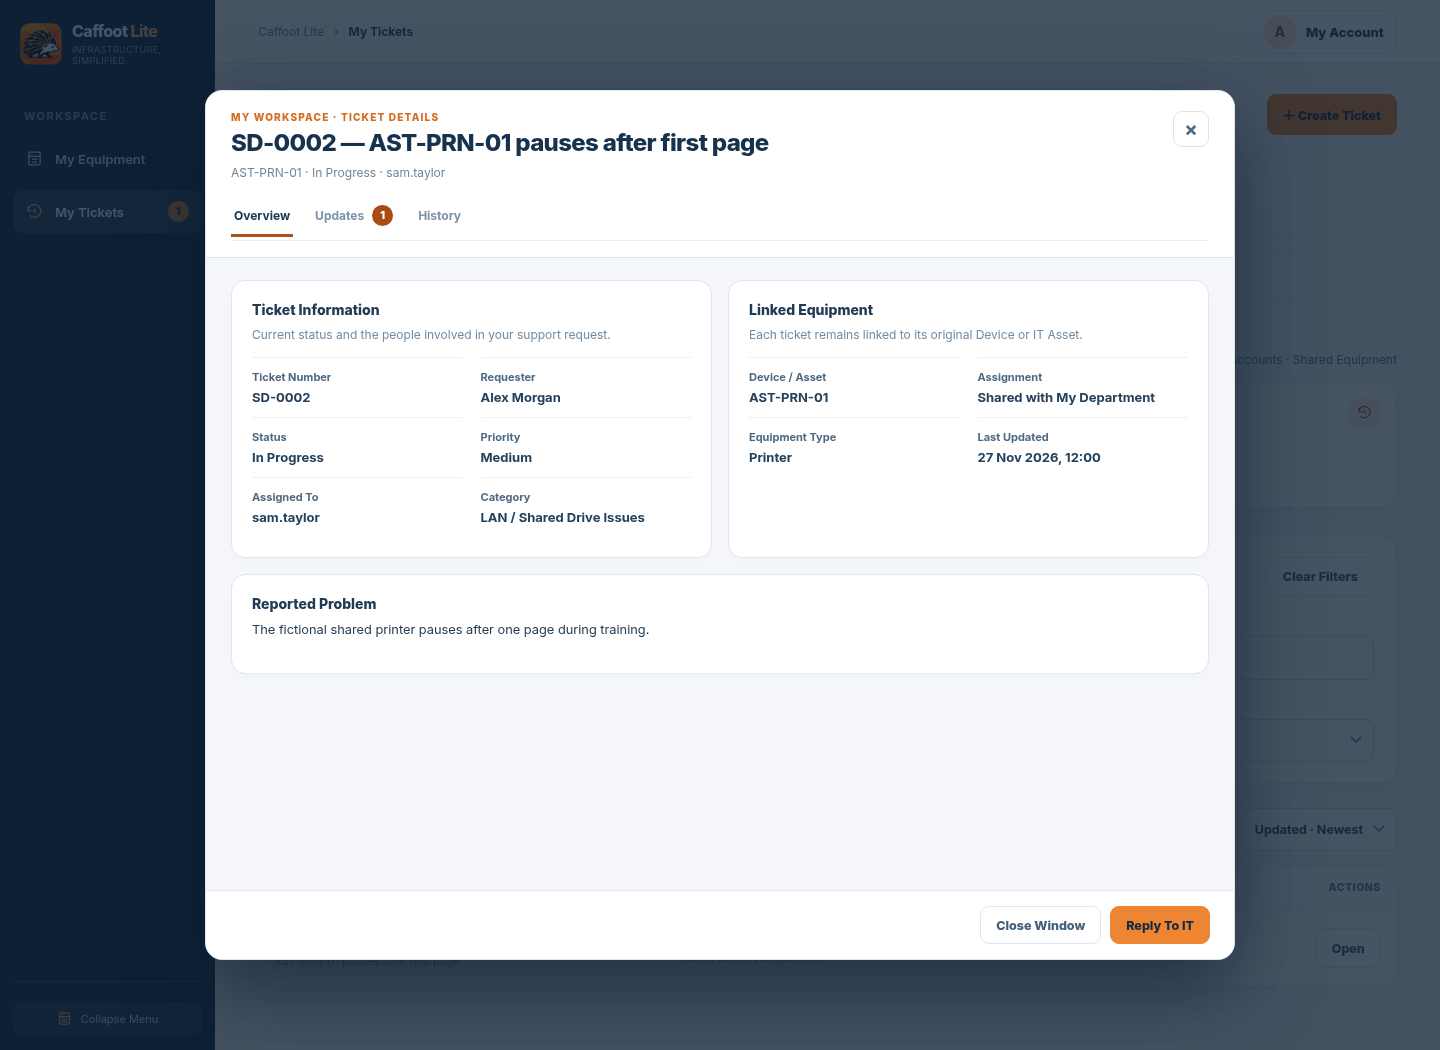 Caffoot Lite
INFRASTRUCTURE,
SIMPLIFIED.
WORKSPACE
My Equipment
My Tickets 1
Collapse Menu
Caffoot Lite › My Tickets
A My Account
+ Create Ticket
MY WORKSPACE · TICKET DETAILS
SD-0002 — AST-PRN-01 pauses after first page
AST-PRN-01 · In Progress · sam.taylor
Overview Updates 1 History
Ticket Information
Current status and the people involved in your support request.
Ticket Number Requester
SD-0002 Alex Morgan
Status Priority
In Progress Medium
Assigned To Category
sam.taylor LAN / Shared Drive Issues
Linked Equipment
Each ticket remains linked to its original Device or IT Asset.
Device / Asset Assignment
AST-PRN-01 Shared with My Department
Equipment Type Last Updated
Printer 27 Nov 2026, 12:00
Reported Problem
The fictional shared printer pauses after one page during training.
Close Window Reply To IT
· Shared Equipment
Clear Filters
Updated · Newest
ACTIONS
Open
AST-PRN-01 pauses after first page